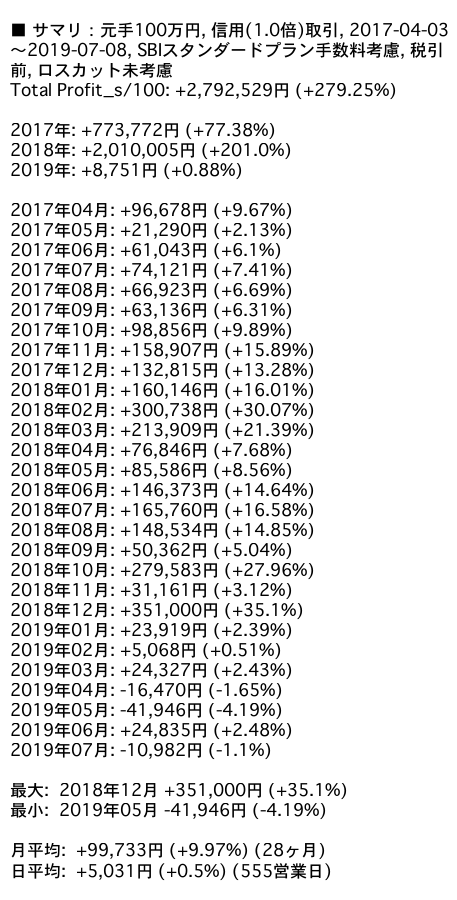 ■ サマリ：元手100万円, 信用(1.0倍)取引, 2017-04-03
～2019-07-08, SBIスタンダードプラン手数料考慮, 税引
前, ロスカット未考慮
Total Profit_s/100: +2,792,529円 (+279.25%)
2017年: +773,772円 (+77.38%)
2018年: +2,010,005円 (+201.0%)
2019年: +8,751円 (+0.88%)
2017年04月: +96,678円 (+9.67%)
2017年05月: +21,290円 (+2.13%)
2017年06月: +61,043円 (+6.1%)
2017年07月: +74,121円 (+7.41%)
2017年08月: +66,923円 (+6.69%)
2017年09月: +63,136円 (+6.31%)
2017年10月: +98,856円 (+9.89%)
2017年11月: +158,907円 (+15.89%)
2017年12月: +132,815円 (+13.28%)
2018年01月: +160,146円 (+16.01%)
2018年02月: +300,738円 (+30.07%)
2018年03月: +213,909円 (+21.39%)
2018年04月: +76,846円 (+7.68%)
2018年05月: +85,586円 (+8.56%)
2018年06月: +146,373円 (+14.64%)
2018年07月: +165,760円 (+16.58%)
2018年08月: +148,534円 (+14.85%)
2018年09月: +50,362円 (+5.04%)
2018年10月: +279,583円 (+27.96%)
2018年11月: +31,161円 (+3.12%)
2018年12月: +351,000円 (+35.1%)
2019年01月: +23,919円 (+2.39%)
2019年02月: +5,068円 (+0.51%)
2019年03月: +24,327円 (+2.43%)
2019年04月: -16,470円 (-1.65%)
2019年05月: -41,946円 (-4.19%)
2019年06月: +24,835円 (+2.48%)
2019年07月: -10,982円 (-1.1%)
最大: 2018年12月 +351,000円 (+35.1%)
最小: 2019年05月 -41,946円 (-4.19%)
月平均: +99,733円 (+9.97%) (28ヶ月)
日平均: +5,031円 (+0.5%) (555営業日)